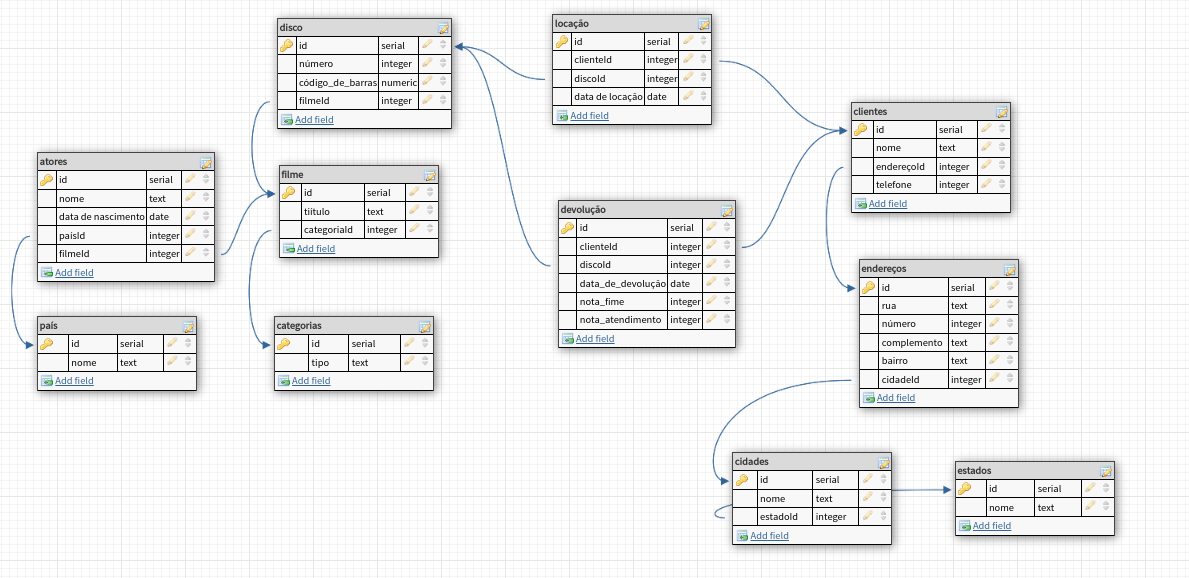 disco
id serial
número integer
código_de_barras numeric
filmeId integer
Add field
locação
id serial
clienteId integer
discoId integer
data de locação date
Add field
clientes
id serial
nome text
endereçoId integer
telefone integer
Add field
atores
id serial
nome text
data de nascimento date
paísId integer
filmeId integer
Add field
filme
id serial
tiitulo text
categoriaId integer
Add field
devolução
id serial
clienteId integer
discoId integer
data_de_devolução date
nota_fime integer
nota_atendimento integer
Add field
endereços
id serial
rua text
número integer
complemento text
bairro text
cidadeId integer
Add field
país
id serial
nome text
Add field
categorias
id serial
tipo text
Add field
cidades
id serial
nome text
estadoId integer
Add field
estados
id serial
nome text
Add field